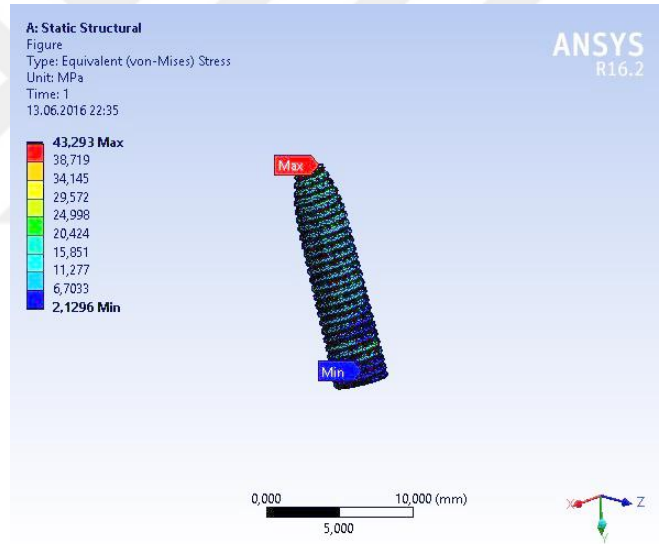 A: Static Structural
Figure
Type: Equivalent (von-Mises) Stress
Unit: MPa
Time: 1
13.06.2016 22:35
ANSYS
R16.2
43,293 Max
38,719
34,145
29,572
24,998
20,424
15,851
11,277
6,7033
2,1296 Min
Max
Min
0,000 10,000 (mm)
5,000
X Z
Y